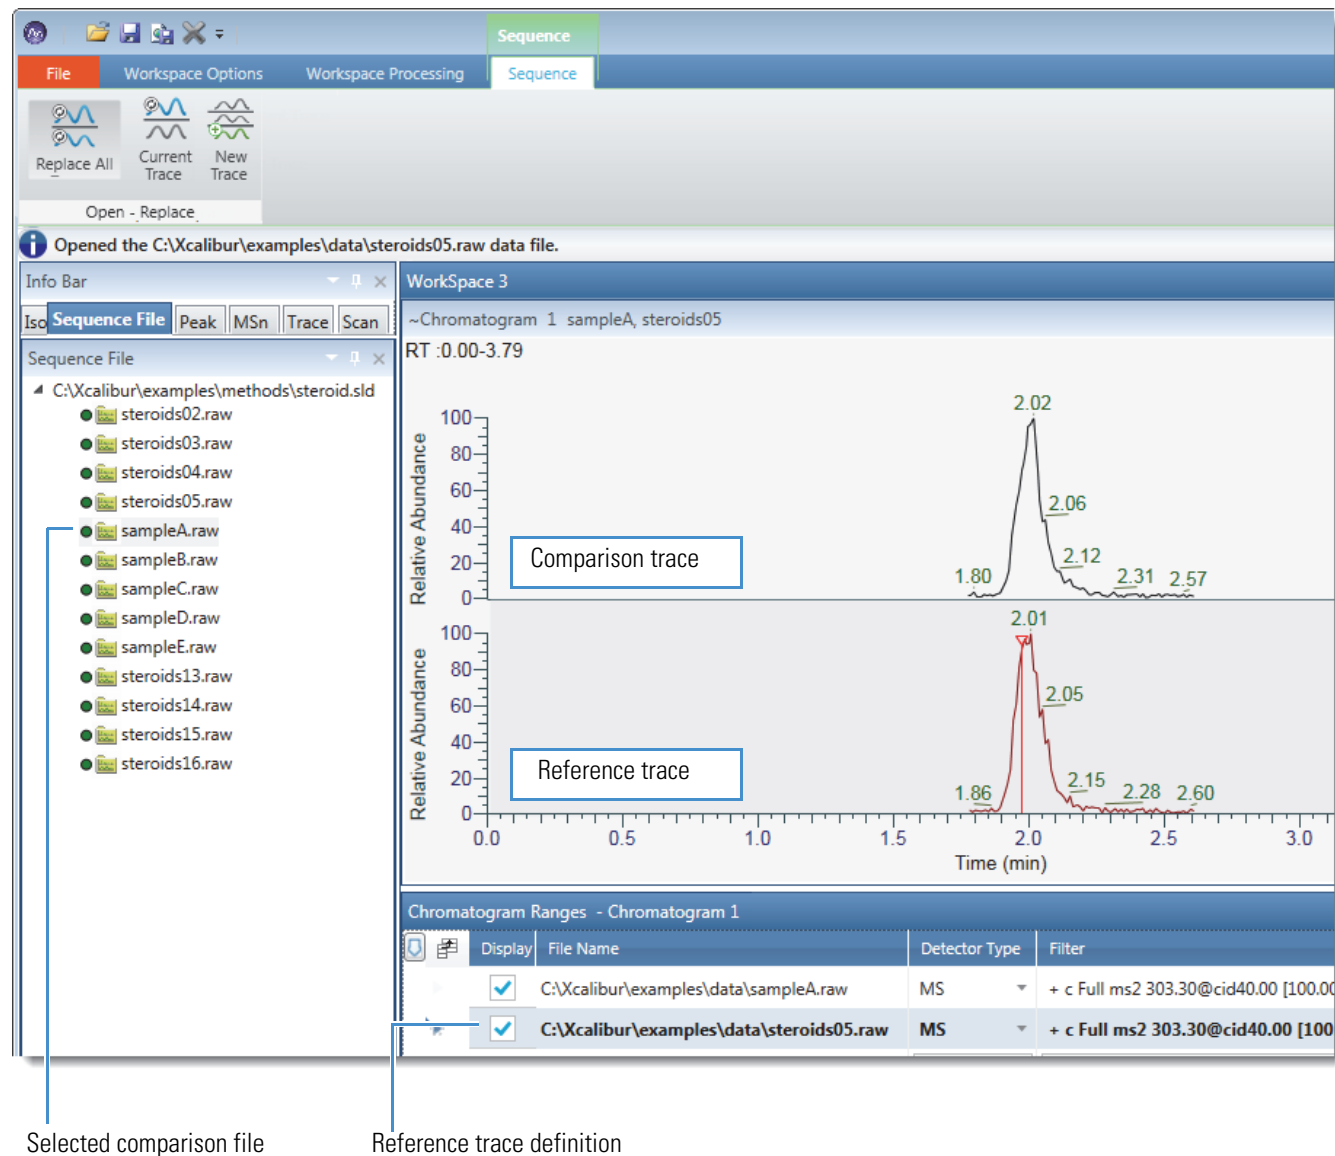 Sequence
File Workspace Options Workspace Processing Sequence
Replace All
Current Trace
New Trace
Open - Replace
Opened the C:\Xcalibur\examples\data\steroids05.raw data file.
Info Bar
Iso Sequence File Peak MSn Trace Scan
Sequence File
C:\Xcalibur\examples\methods\steroid.sld
steroids02.raw
steroids03.raw
steroids04.raw
steroids05.raw
sampleA.raw
sampleB.raw
sampleC.raw
sampleD.raw
sampleE.raw
steroids13.raw
steroids14.raw
steroids15.raw
steroids16.raw
WorkSpace 3
~Chromatogram 1 sampleA, steroids05
RT :0.00-3.79
2.02
100
80
60
40
20
0
Relative Abundance
2.06
2.12
1.80
2.31
2.57
Comparison trace
2.01
100
80
60
40
20
0
Relative Abundance
2.05
2.15
1.86
2.28
2.60
Reference trace
0.0 0.5 1.0 1.5 2.0 2.5 3.0
Time (min)
Chromatogram Ranges - Chromatogram 1
Display File Name Detector Type Filter
C:\Xcalibur\examples\data\sampleA.raw MS + c Full ms2 303.30@cid40.00 [100.00
C:\Xcalibur\examples\data\steroids05.raw MS + c Full ms2 303.30@cid40.00 [100
Selected comparison file
Reference trace definition